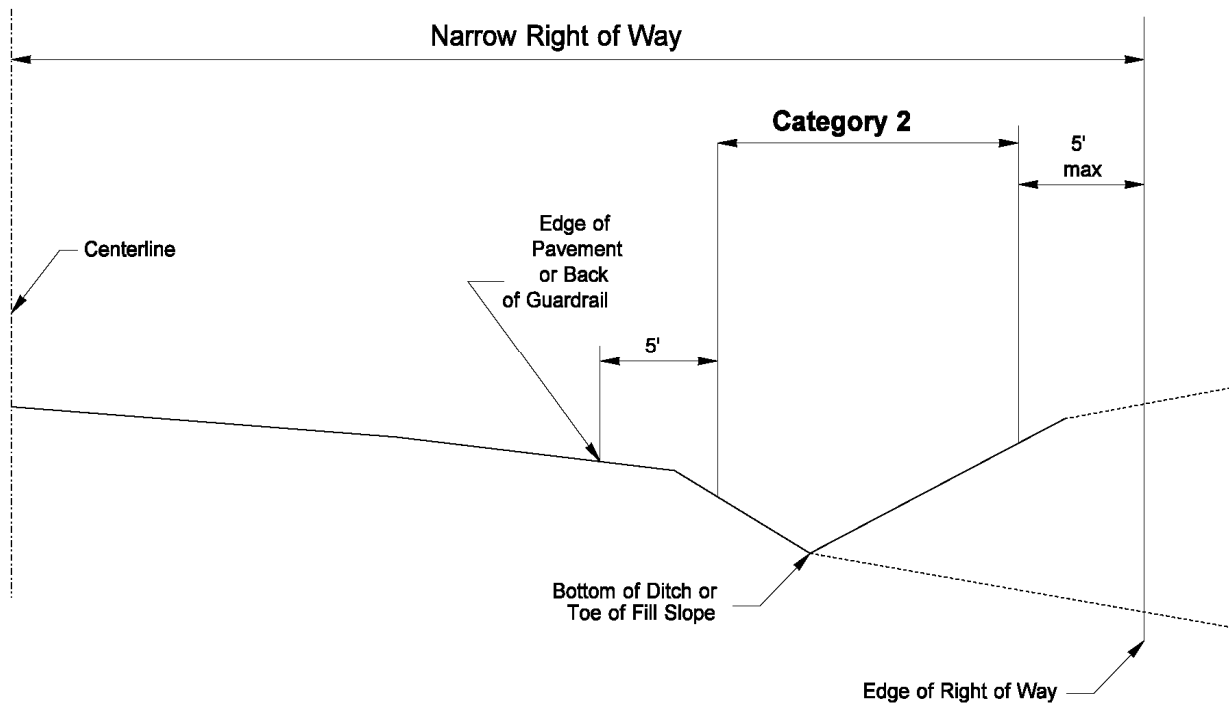 Narrow Right of Way
Category 2
5'
max
Edge of
Pavement
or Back
of Guardrail
Centerline
5'
Bottom of Ditch or
Toe of Fill Slope
Edge of Right of Way